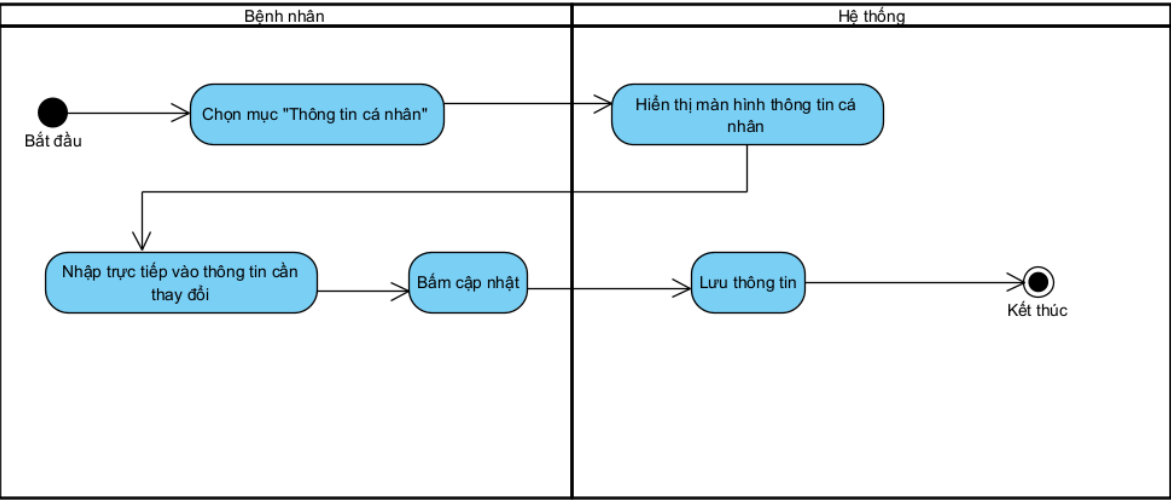 Bệnh nhân
Hệ thống
Bắt đầu
Chọn mục "Thông tin cá nhân"
Hiển thị màn hình thông tin cá
nhân
Nhập trực tiếp vào thông tin cần
thay đổi
Bấm cập nhật
Lưu thông tin
Kết thúc